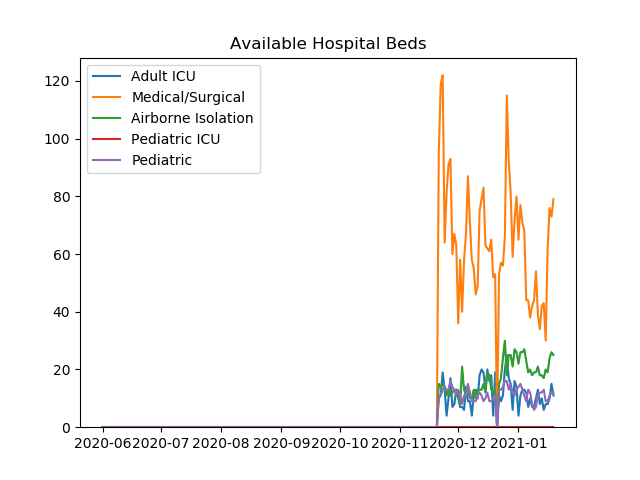 Available Hospital Beds
Adult ICU
Medical/Surgical
Airborne Isolation
Pediatric ICU
Pediatric
120
100
80
60
40
20
0
2020-06 2020-07 2020-08 2020-09 2020-10 2020-11 2020-12 2021-01